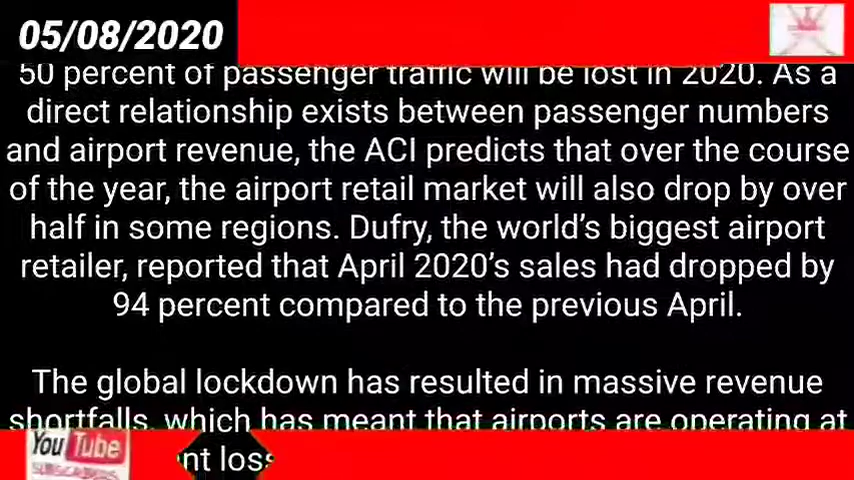 05/08/2020
50 percent of passenger traffic will be lost in 2020. As a
direct relationship exists between passenger numbers
and airport revenue, the ACI predicts that over the course
of the year, the airport retail market will also drop by over
half in some regions. Dufry, the world's biggest airport
retailer, reported that April 2020's sales had dropped by
94 percent compared to the previous April.
The global lockdown has resulted in massive revenue
shortfalls, which has meant that airports are operating at
YouTube
nt loss